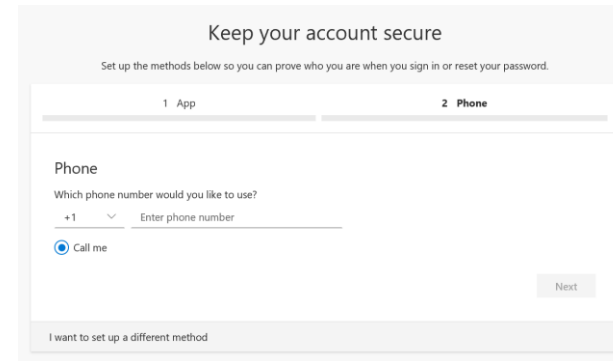 Keep your account secure
Set up the methods below so you can prove who you are when you sign in or reset your password.
1 App
2 Phone
Phone
Which phone number would you like to use?
+1 Enter phone number
Call me
Next
I want to set up a different method